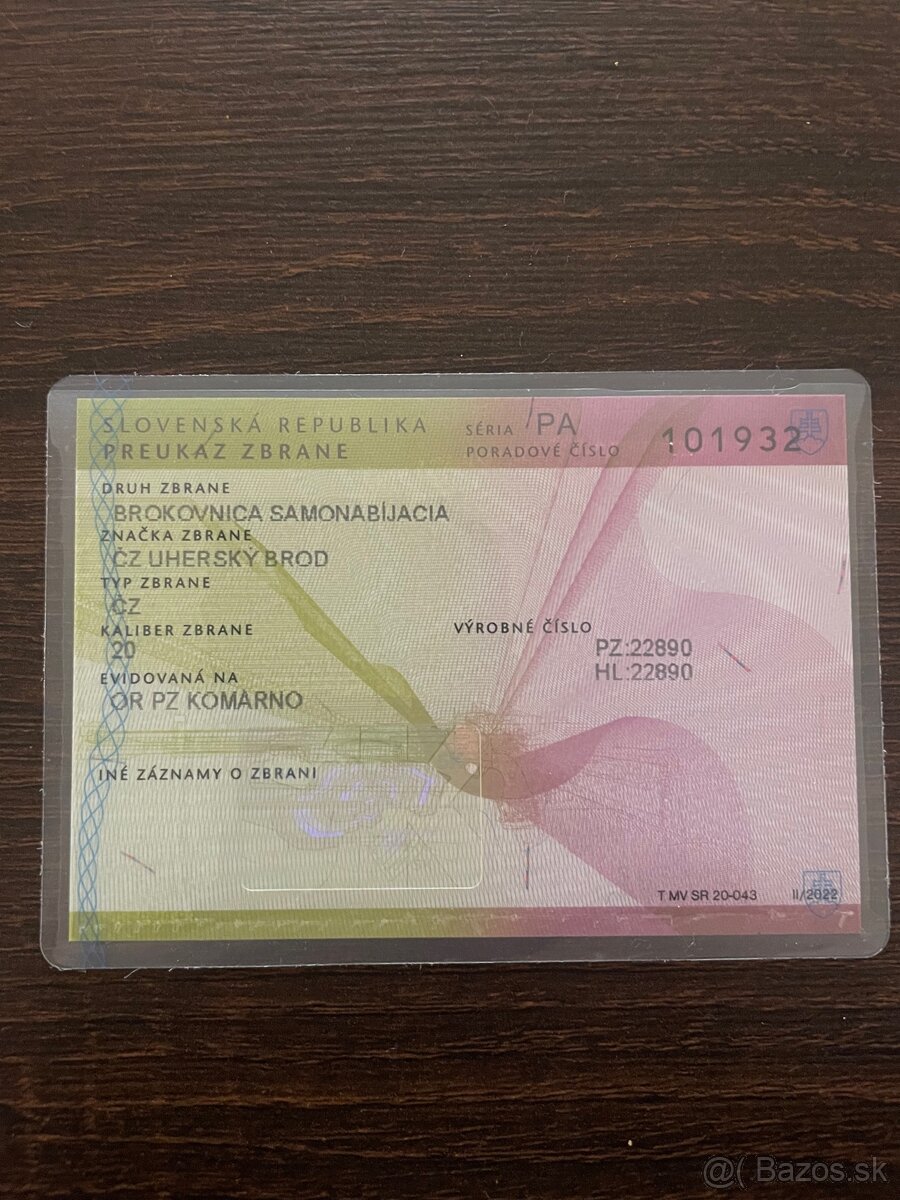 SLOVENSKÁ REPUBLIKA
PREUKAZ ZBRANE
SÉRIA PA
PORADOVÉ ČÍSLO 101932
DRUH ZBRANE
BROKOVNICA SAMONABÍJACIA
ZNAČKA ZBRANE
ČZ UHERSKÝ BROD
TYP ZBRANE
ČZ
KALIBER ZBRANE
20
VÝROBNÉ ČÍSLO
PZ:22890
HL:22890
EVIDOVANÁ NA
OR PZ KOMÁRNO
INÉ ZÁZNAMY O ZBRANI
T MV SR 20-043 II/2022
@( Bazos.sk